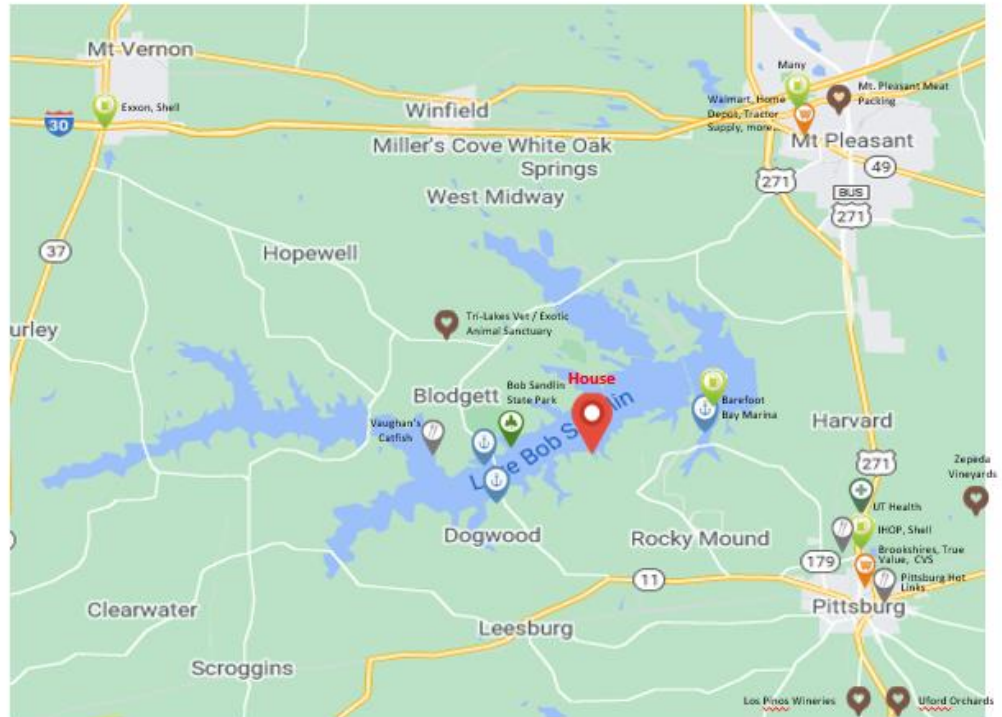 Mt Vernon
Many
Exxon, Shell
Mt. Pleasant Meat
Packing
Winfield
Walmart, Home
Depot, Tractor
Supply, more..
30
Miller's Cove White Oak
Springs
Mt Pleasant
49
271
BUS
271
West Midway
37
Hopewell
urley
Tri-Lakes Vet / Exotic
Animal Sanctuary
House
Bob Sandlin
State Park
Blodgett
Barefoot
Bay Marina
Vaughan's
Catfish
Lake Bob Sandlin
Harvard
271
Zepeda
Vineyards
UT Health
Dogwood
Rocky Mound
IHOP, Shell
Brookshires, True
Value, CVS
179
11
Pittsburg Hot
Links
Pittsburg
Clearwater
Leesburg
Scroggins
Los Pinos Wineries
Uford Orchards